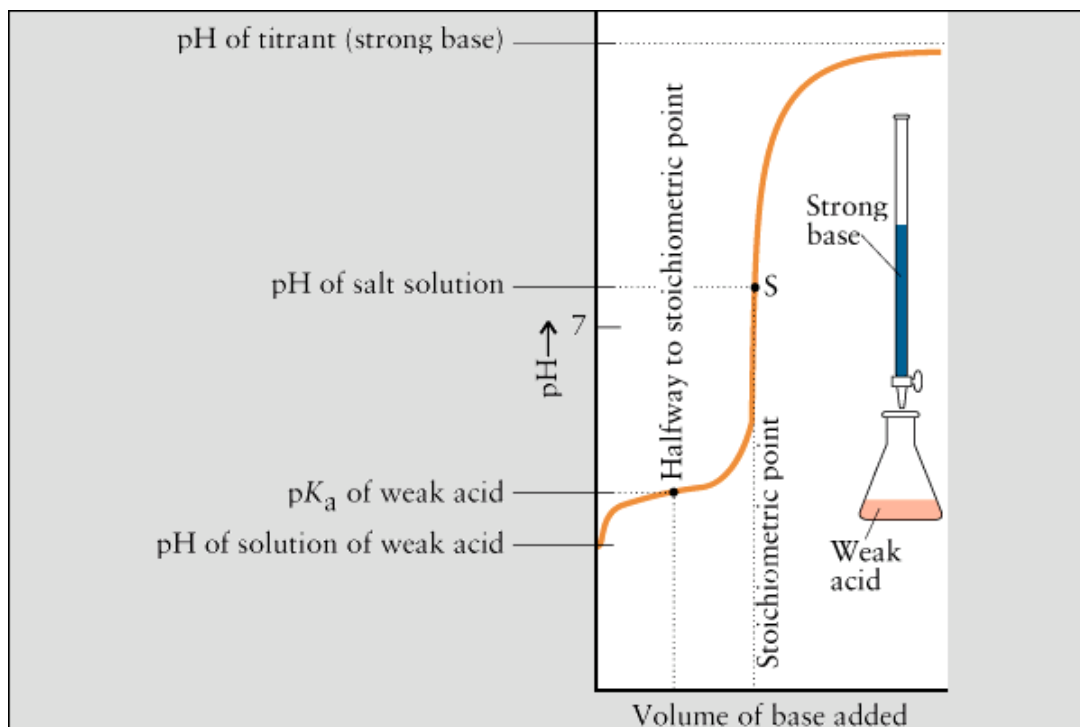 pH of titrant (strong base)
pH of salt solution
7
pH→
pKₐ of weak acid
pH of solution of weak acid
Halfway to stoichiometric point
Stoichiometric point
S
Strong
base
Weak
acid
Volume of base added